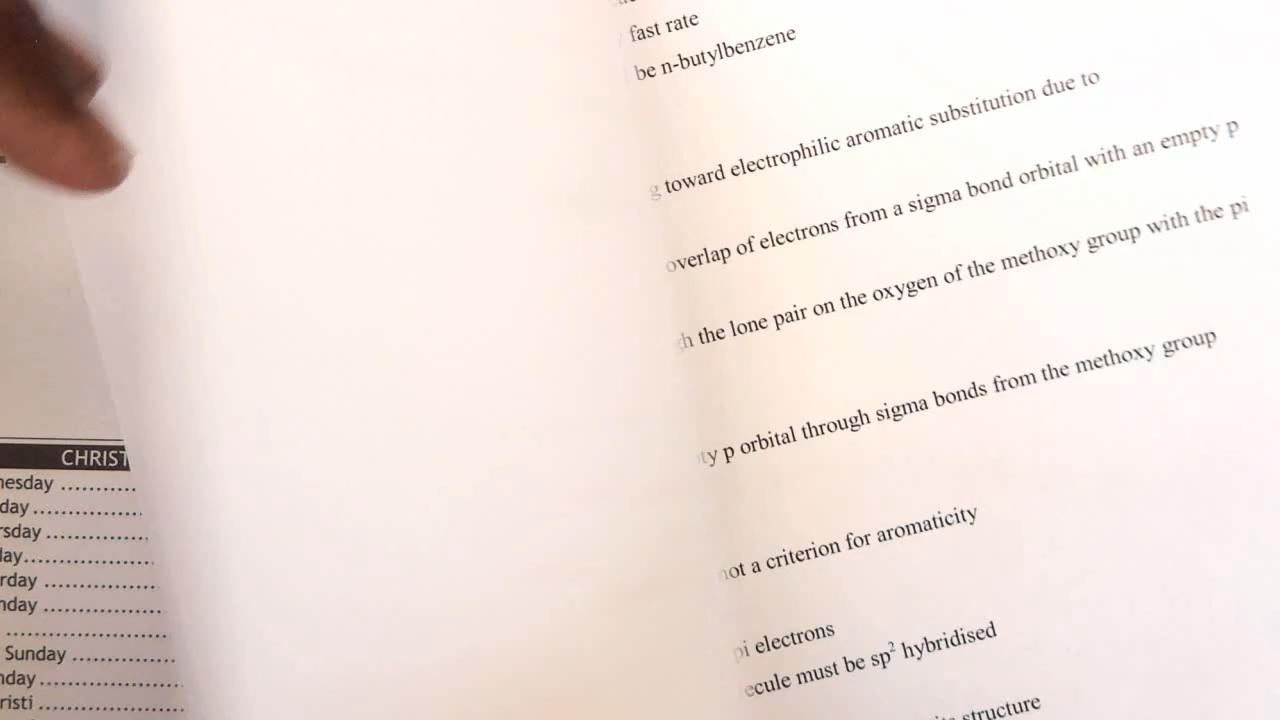 fast rate
be n-butylbenzene
g toward electrophilic aromatic substitution due to
overlap of electrons from a sigma bond orbital with an empty p
h the lone pair on the oxygen of the methoxy group with the pi
ty p orbital through sigma bonds from the methoxy group
not a criterion for aromaticity
pi electrons
ecule must be sp² hybridised
structure
CHRIST
nesday ..............
day ..................
rsday ................
lay...................
rday .................
nday .................
.........................
Sunday ...............
nday ..................
risti ....................